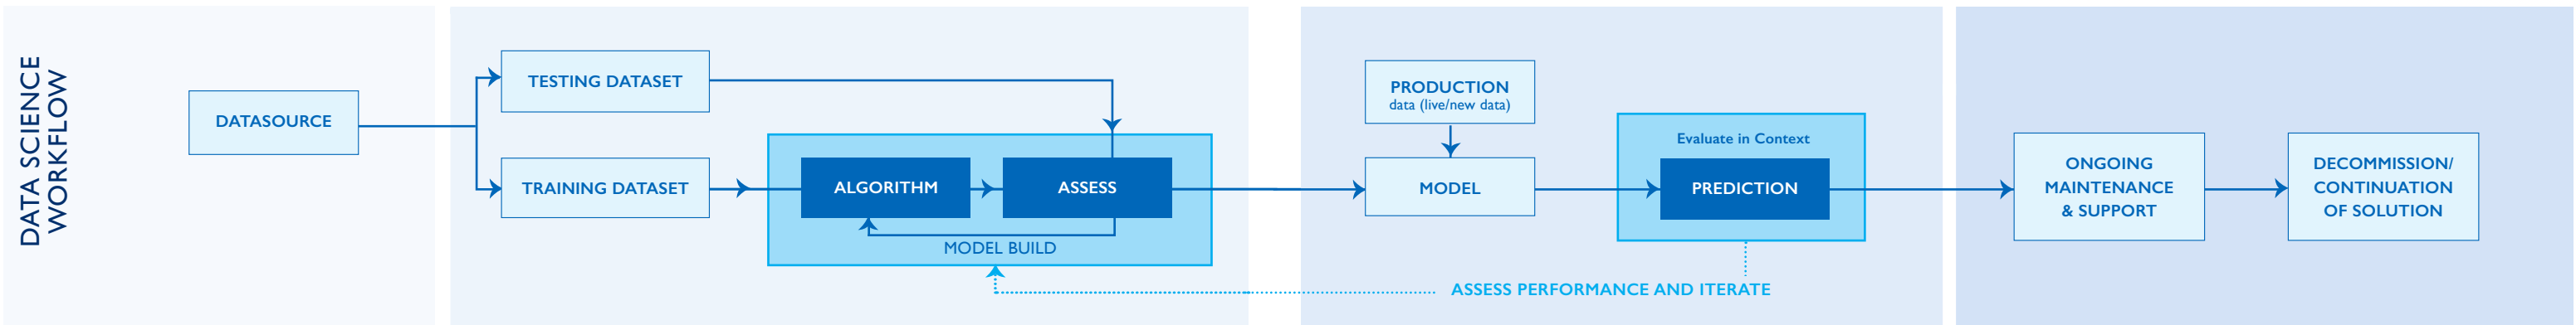 DATA SCIENCE
WORKFLOW
DATASOURCE
TESTING DATASET
TRAINING DATASET
ALGORITHM
ASSESS
MODEL BUILD
PRODUCTION
data (live/new data)
MODEL
Evaluate in Context
PREDICTION
ASSESS PERFORMANCE AND ITERATE
ONGOING
MAINTENANCE
& SUPPORT
DECOMMISSION/
CONTINUATION
OF SOLUTION